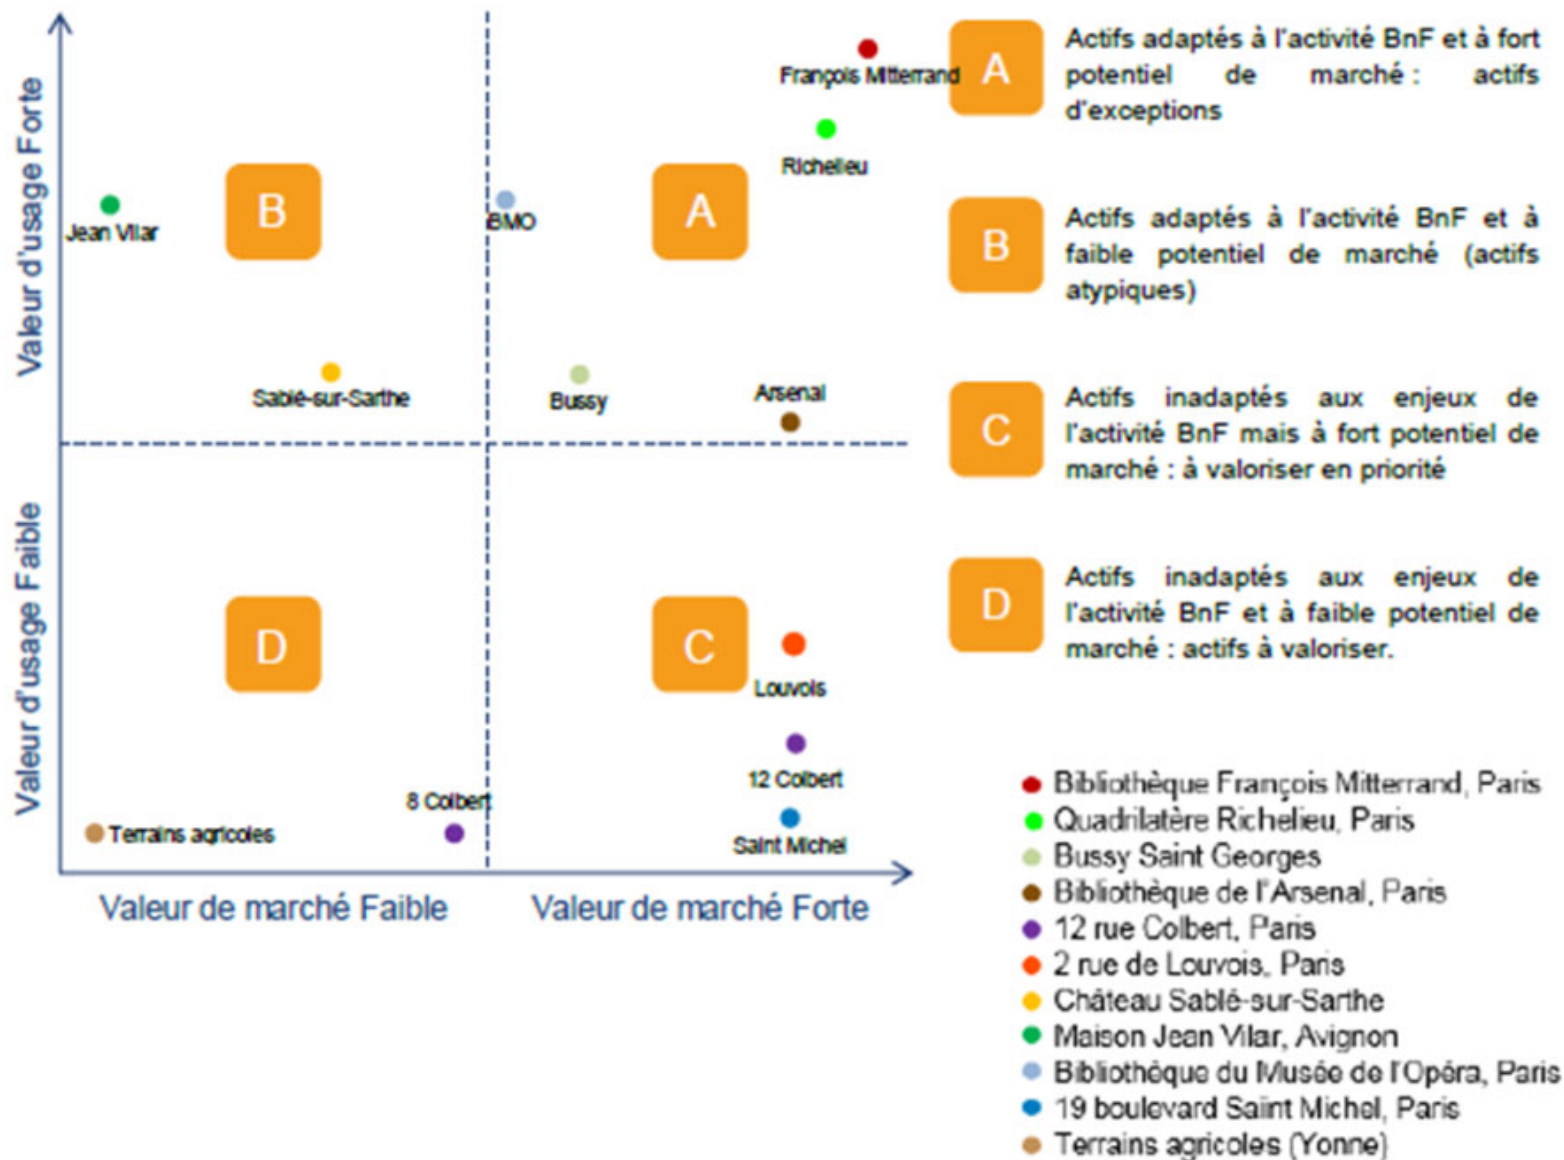 Valeur d'usage Forte
Valeur d'usage Faible
François Mitterrand
Richelieu
B
A
BMO
Jean Vilar
Sablé-sur-Sarthe
Bussy
Arsenal
D
C
Louvois
12 Colbert
8 Colbert
Terrains agricoles
Saint Michel
Valeur de marché Faible
Valeur de marché Forte
A
Actifs adaptés à l'activité BnF et à fort
potentiel de marché : actifs
d'exceptions
B
Actifs adaptés à l'activité BnF et à
faible potentiel de marché (actifs
atypiques)
C
Actifs inadaptés aux enjeux de
l'activité BnF mais à fort potentiel de
marché : à valoriser en priorité
D
Actifs inadaptés aux enjeux de
l'activité BnF et à faible potentiel de
marché : actifs à valoriser.
Bibliothèque François Mitterrand, Paris
Quadrilatère Richelieu, Paris
Bussy Saint Georges
Bibliothèque de l'Arsenal, Paris
12 rue Colbert, Paris
2 rue de Louvois, Paris
Château Sablé-sur-Sarthe
Maison Jean Vilar, Avignon
Bibliothèque du Musée de l'Opéra, Paris
19 boulevard Saint Michel, Paris
Terrains agricoles (Yonne)